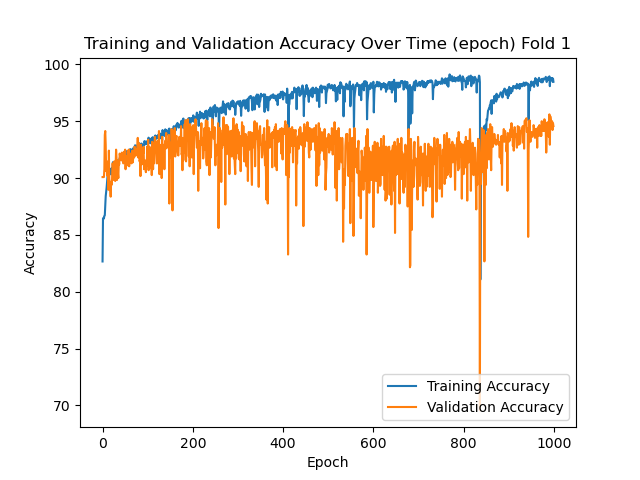 Training and Validation Accuracy Over Time (epoch) Fold 1
100
95
90
85
80
75
70
Accuracy
0
200
400
600
800
1000
Epoch
Training Accuracy
Validation Accuracy